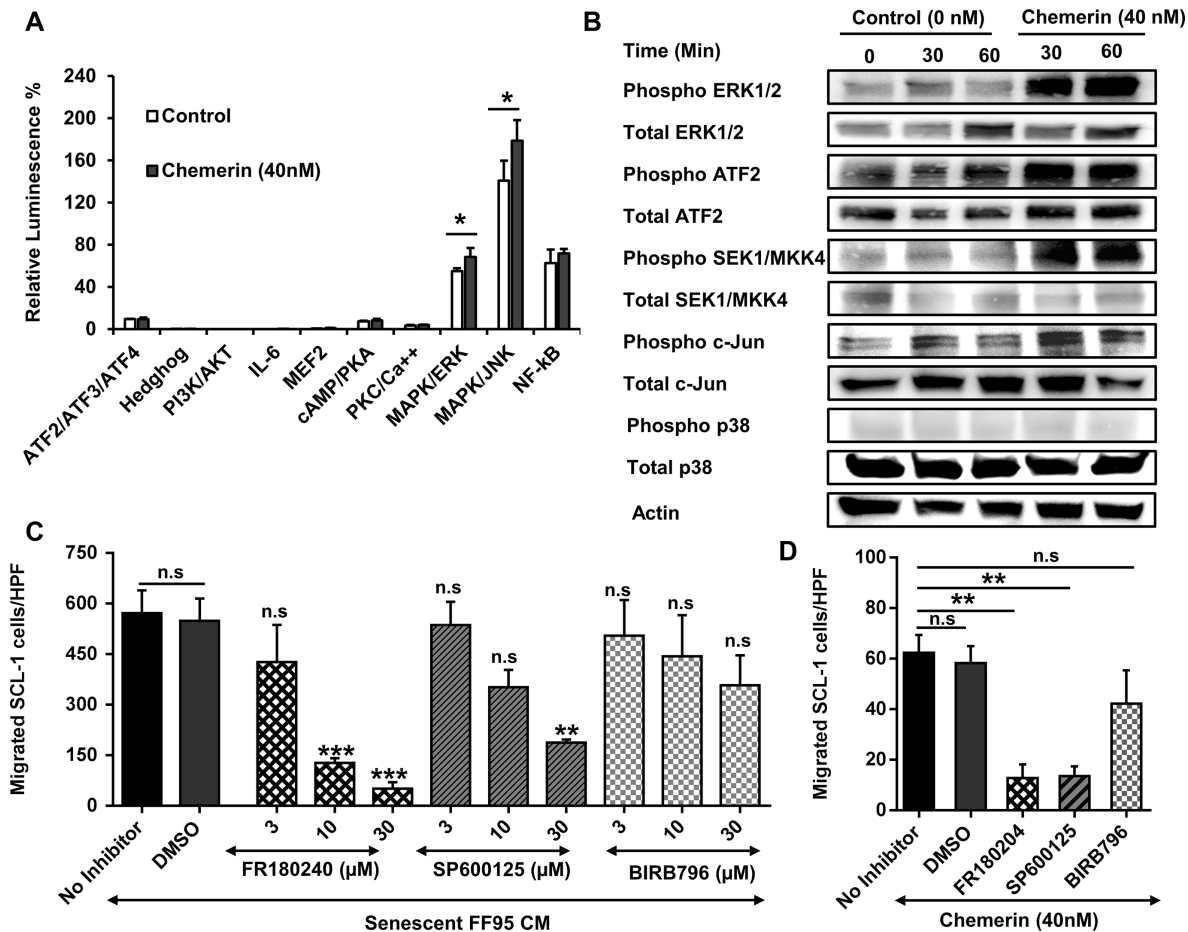 A
Relative Luminescence %
240
200
160
120
80
40
0
Control
Chemerin (40nM)
*
*
ATF2/ATF3/ATF4
Hedghog
PI3K/AKT
IL-6
MEF2
cAMP/PKA
PKC/Ca++
MAPK/ERK
MAPK/JNK
NF-kB
B
Control (0 nM) Chemerin (40 nM)
Time (Min) 0 30 60 30 60
Phospho ERK1/2
Total ERK1/2
Phospho ATF2
Total ATF2
Phospho SEK1/MKK4
Total SEK1/MKK4
Phospho c-Jun
Total c-Jun
Phospho p38
Total p38
Actin
C
Migrated SCL-1 cells/HPF
750
600
450
300
150
0
n.s
n.s
***
***
n.s
n.s
**
n.s
n.s
n.s
No Inhibitor
DMSO
3
10
30
3
10
30
3
10
30
FR180240 (µM)
SP600125 (µM)
BIRB796 (µM)
Senescent FF95 CM
D
Migrated SCL-1 cells/HPF
100
80
60
40
20
0
n.s
**
**
n.s
No Inhibitor
DMSO
FR180204
SP600125
BIRB796
Chemerin (40nM)